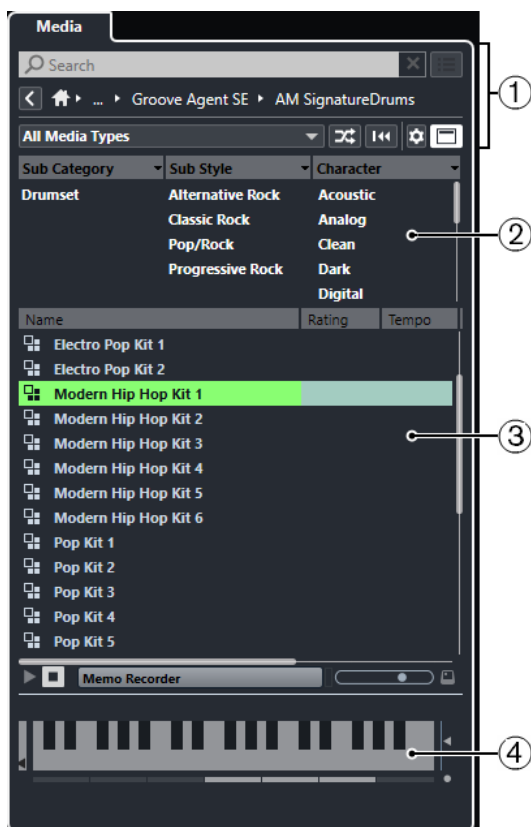 Media
Search
... Groove Agent SE AM SignatureDrums
All Media Types
Sub Category Sub Style Character
Drumset Alternative Rock Acoustic
Classic Rock Analog
Pop/Rock Clean
Progressive Rock Dark
Digital
Name Rating Tempo
Electro Pop Kit 1
Electro Pop Kit 2
Modern Hip Hop Kit 1
Modern Hip Hop Kit 2
Modern Hip Hop Kit 3
Modern Hip Hop Kit 4
Modern Hip Hop Kit 5
Modern Hip Hop Kit 6
Pop Kit 1
Pop Kit 2
Pop Kit 3
Pop Kit 4
Pop Kit 5
Memo Recorder
1
2
3
4